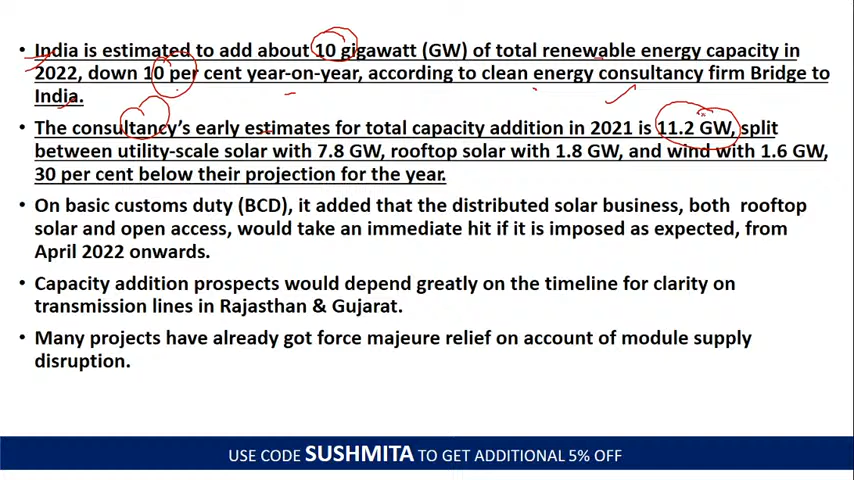 • India is estimated to add about 10 gigawatt (GW) of total renewable energy capacity in
2022, down 10 per cent year-on-year, according to clean energy consultancy firm Bridge to
India.
• The consultancy's early estimates for total capacity addition in 2021 is 11.2 GW, split
between utility-scale solar with 7.8 GW, rooftop solar with 1.8 GW, and wind with 1.6 GW,
30 per cent below their projection for the year.
• On basic customs duty (BCD), it added that the distributed solar business, both rooftop
solar and open access, would take an immediate hit if it is imposed as expected, from
April 2022 onwards.
• Capacity addition prospects would depend greatly on the timeline for clarity on
transmission lines in Rajasthan & Gujarat.
• Many projects have already got force majeure relief on account of module supply
disruption.
USE CODE SUSHMITA TO GET ADDITIONAL 5% OFF